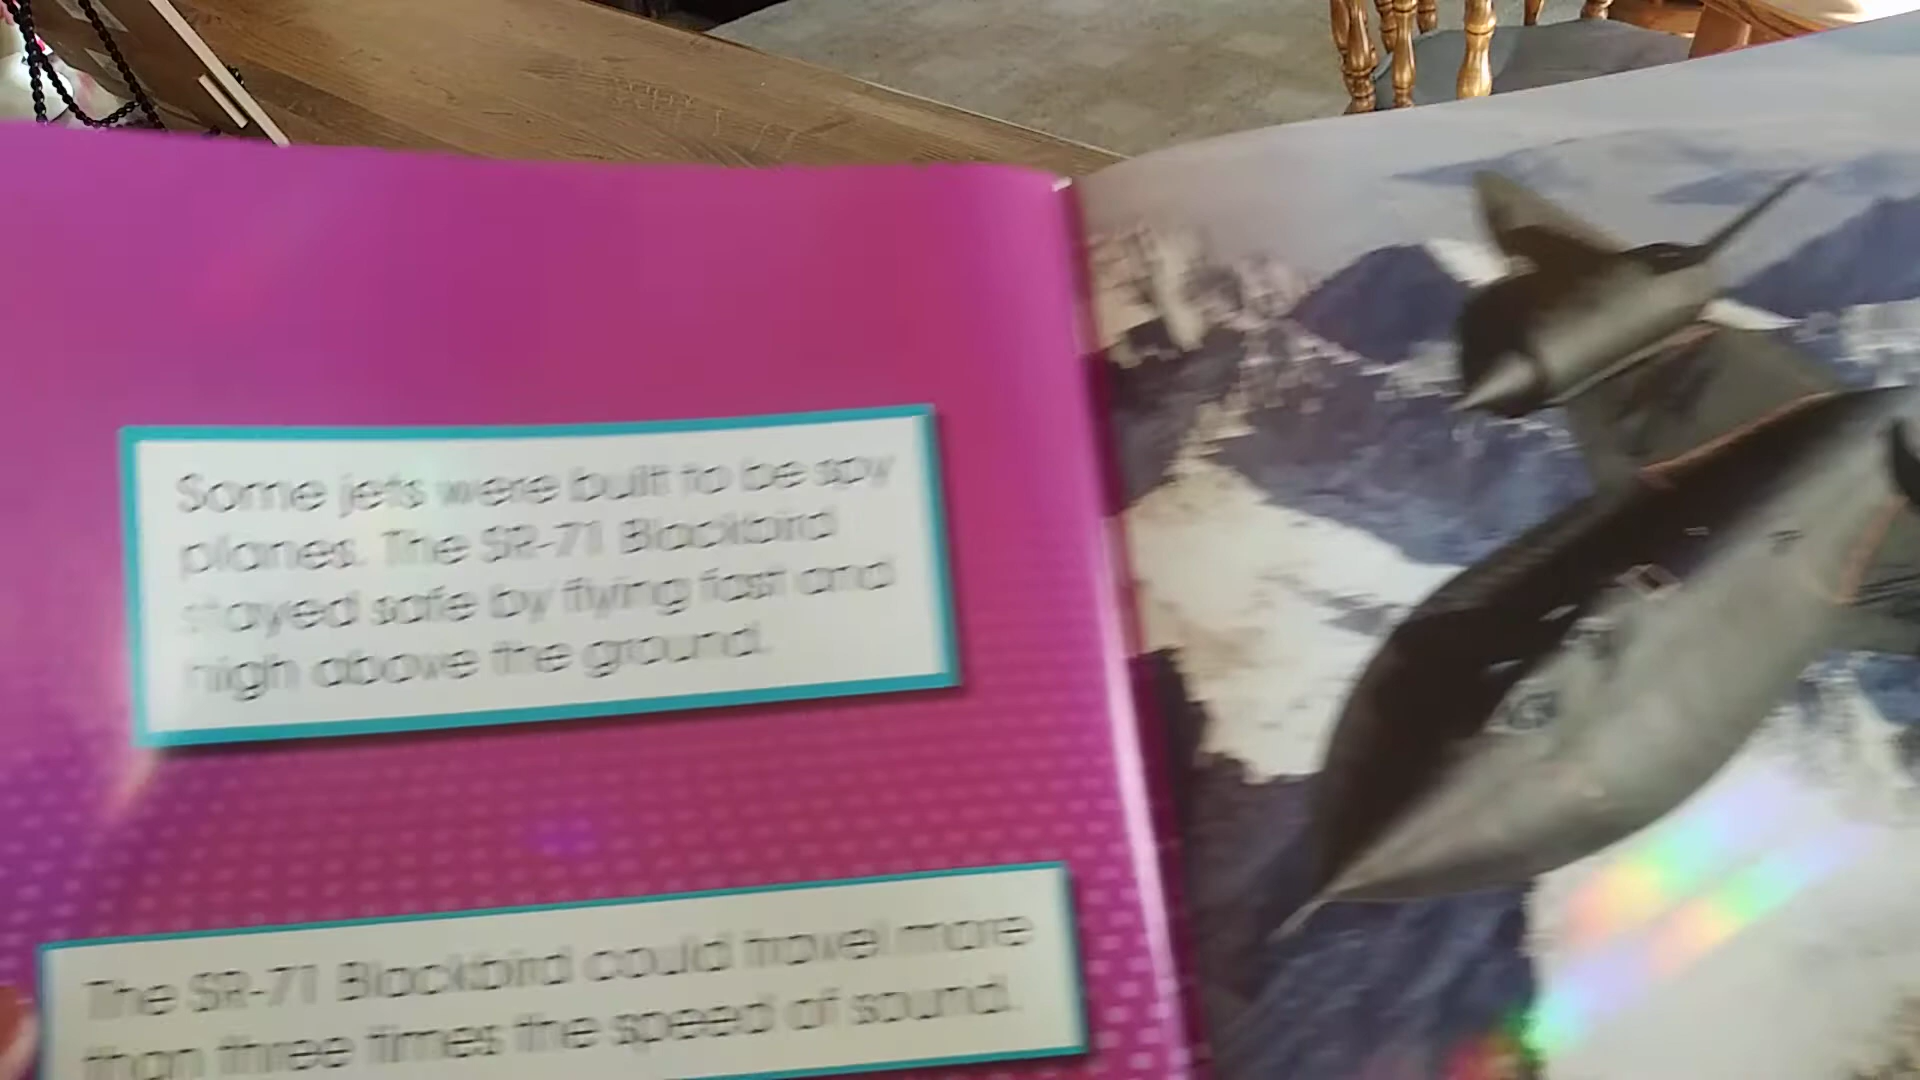 Some jets were built to be spy
planes. The SR-71 Blackbird
stayed safe by flying fast and
high above the ground.
The SR-71 Blackbird could travel more
than three times the speed of sound.